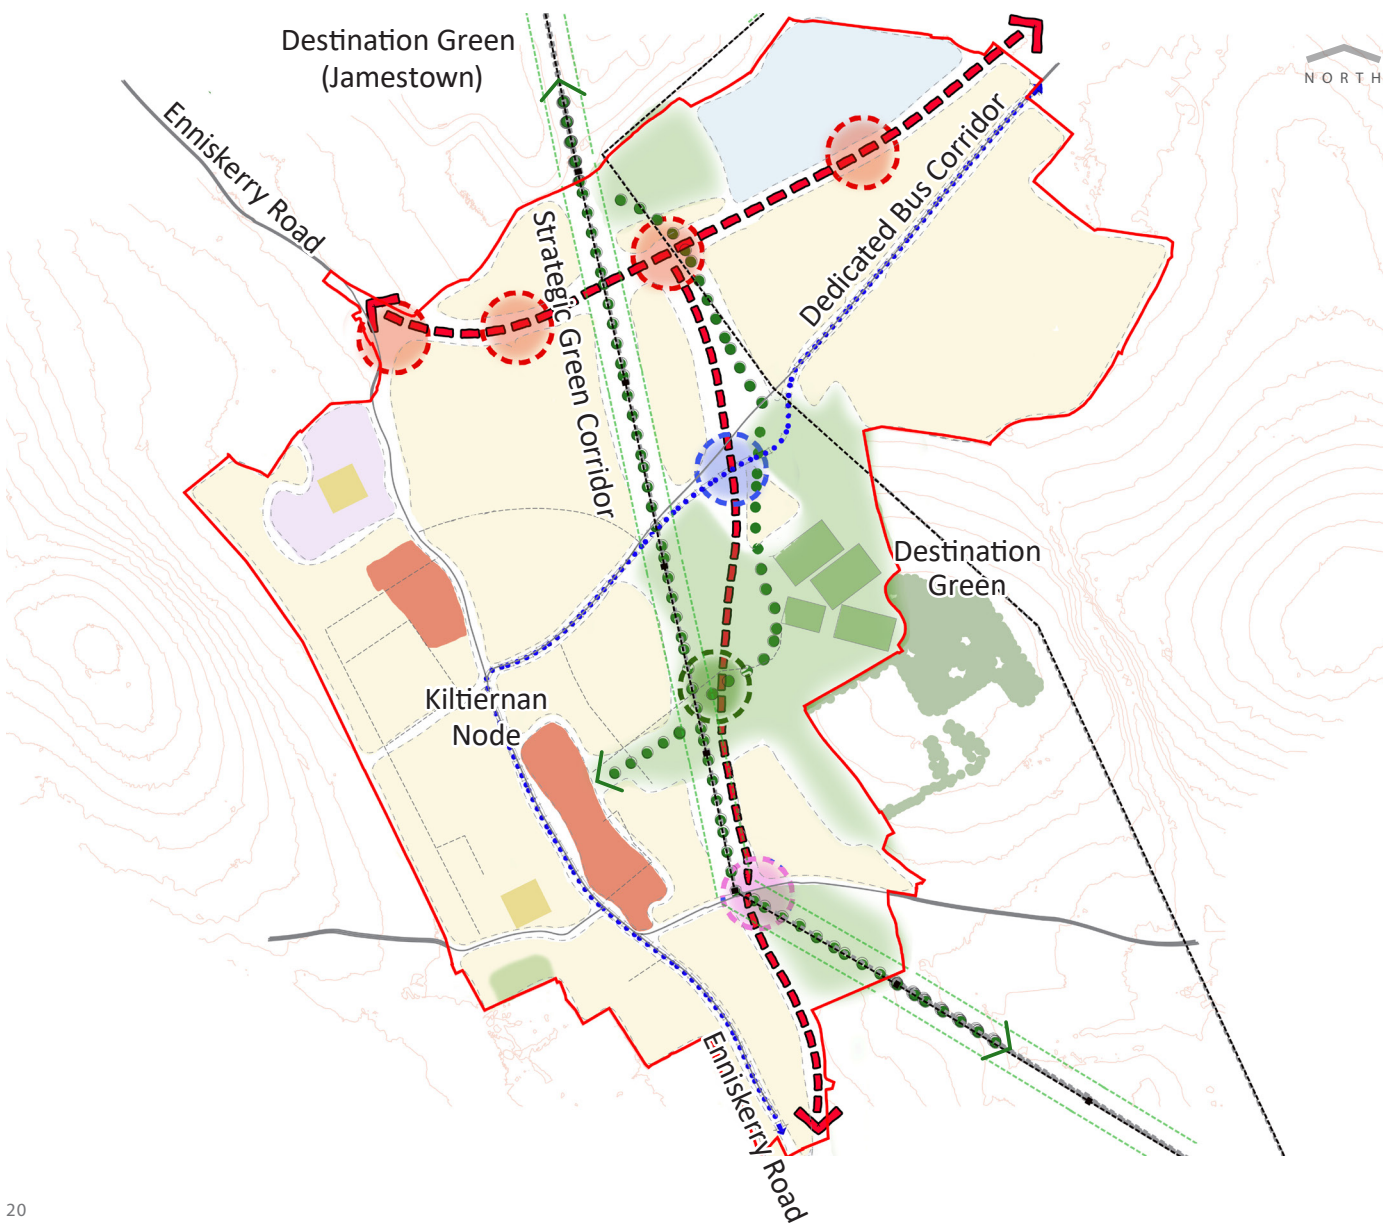 Destination Green
(Jamestown)
NORTH
Enniskerry Road
Dedicated Bus Corridor
Strategic Green Corridor
Destination
Green
Kiltiernan
Node
Enniskerry Road
20